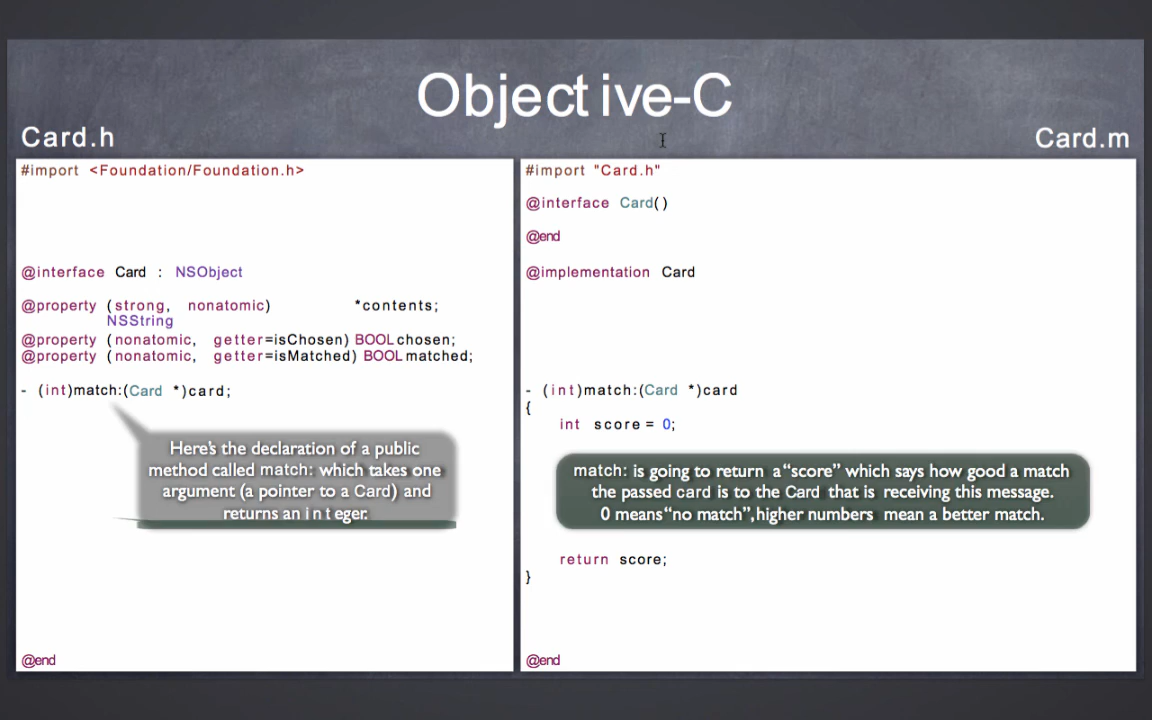 Objective-C
Card.h
Card.m
#import <Foundation/Foundation.h>
@interface Card : NSObject
@property (strong, nonatomic) *contents;
NSString
@property (nonatomic, getter=isChosen) BOOL chosen;
@property (nonatomic, getter=isMatched) BOOL matched;
- (int)match:(Card *)card;
Here's the declaration of a public
method called match: which takes one
argument (a pointer to a Card) and
returns an integer.
@end
#import "Card.h"
@interface Card()
@end
@implementation Card
- (int)match:(Card *)card
{
int score = 0;
match: is going to return a "score" which says how good a match
the passed card is to the Card that is receiving this message.
0 means "no match", higher numbers mean a better match.
return score;
}
@end